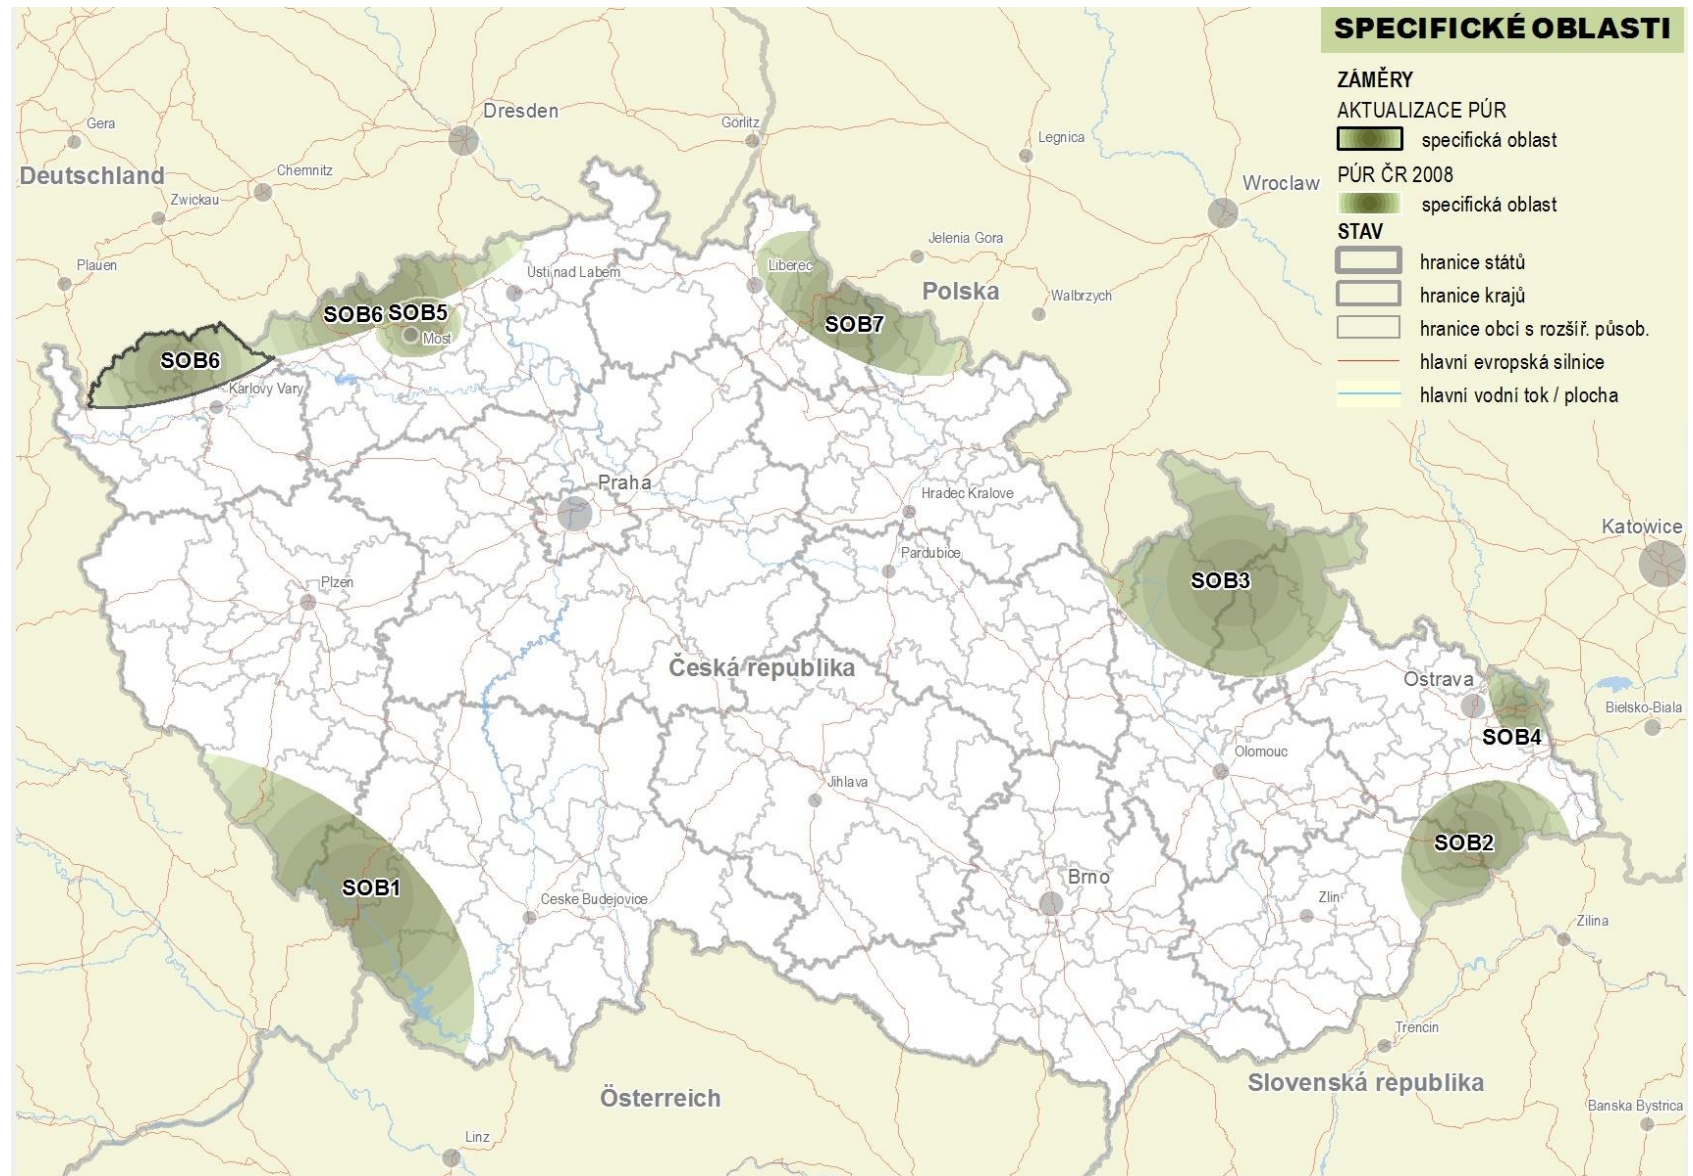 SPECIFICKÉ OBLASTI
ZÁMĚRY
AKTUALIZACE PÚR
specifická oblast
PÚR ČR 2008
specifická oblast
STAV
hranice států
hranice krajů
hranice obcí s rozšíř. působ.
hlavní evropská silnice
hlavní vodní tok / plocha
Dresden
Gera
Görlitz
Legnica
Deutschland
Chemnitz
Wroclaw
Zwickau
Jelenia Gora
Plauen
Usti nad Labem
Liberec
Polska
Walbrzych
SOB6
SOB5
SOB7
Most
SOB6
Karlovy Vary
Praha
Hradec Kralove
Katowice
Pardubice
Plzen
SOB3
Česká republika
Ostrava
Bielsko-Biala
SOB4
Olomouc
Jihlava
SOB2
Brno
SOB1
Ceske Budejovice
Zlin
Zilina
Trencin
Slovenská republika
Österreich
Banska Bystrica
Linz